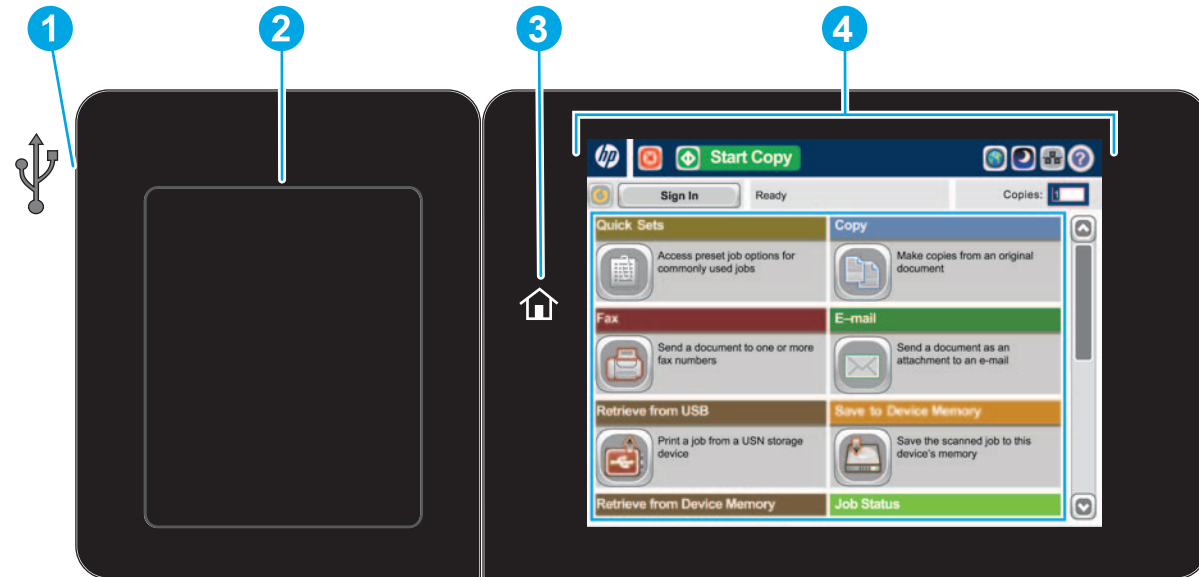 1 2 3 4
hp Start Copy ?
Sign In Ready Copies: 1
Quick Sets
Access preset job options for
commonly used jobs
Copy
Make copies from an original
document
Fax
Send a document to one or more
fax numbers
E–mail
Send a document as an
attachment to an e-mail
Retrieve from USB
Print a job from a USN storage
device
Save to Device Memory
Save the scanned job to this
device's memory
Retrieve from Device Memory
Job Status